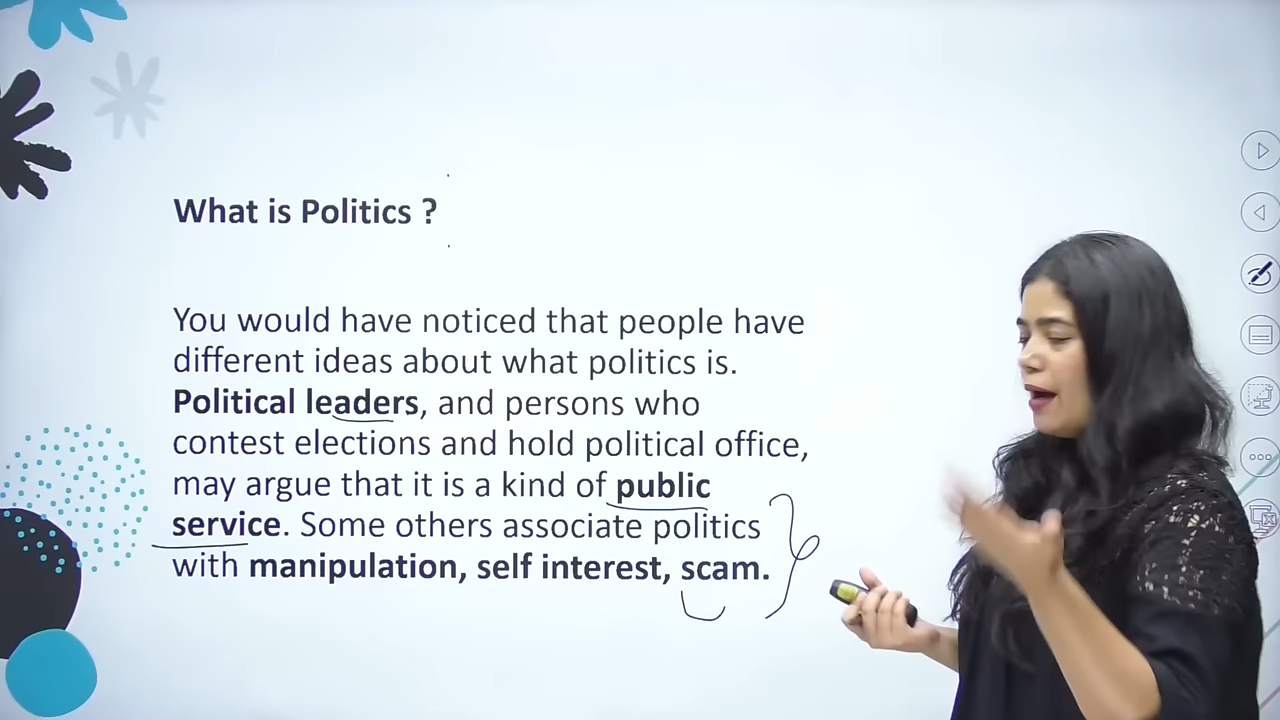 What is Politics ?
You would have noticed that people have
different ideas about what politics is.
Political leaders, and persons who
contest elections and hold political office,
may argue that it is a kind of public
service. Some others associate politics
with manipulation, self interest, scam.